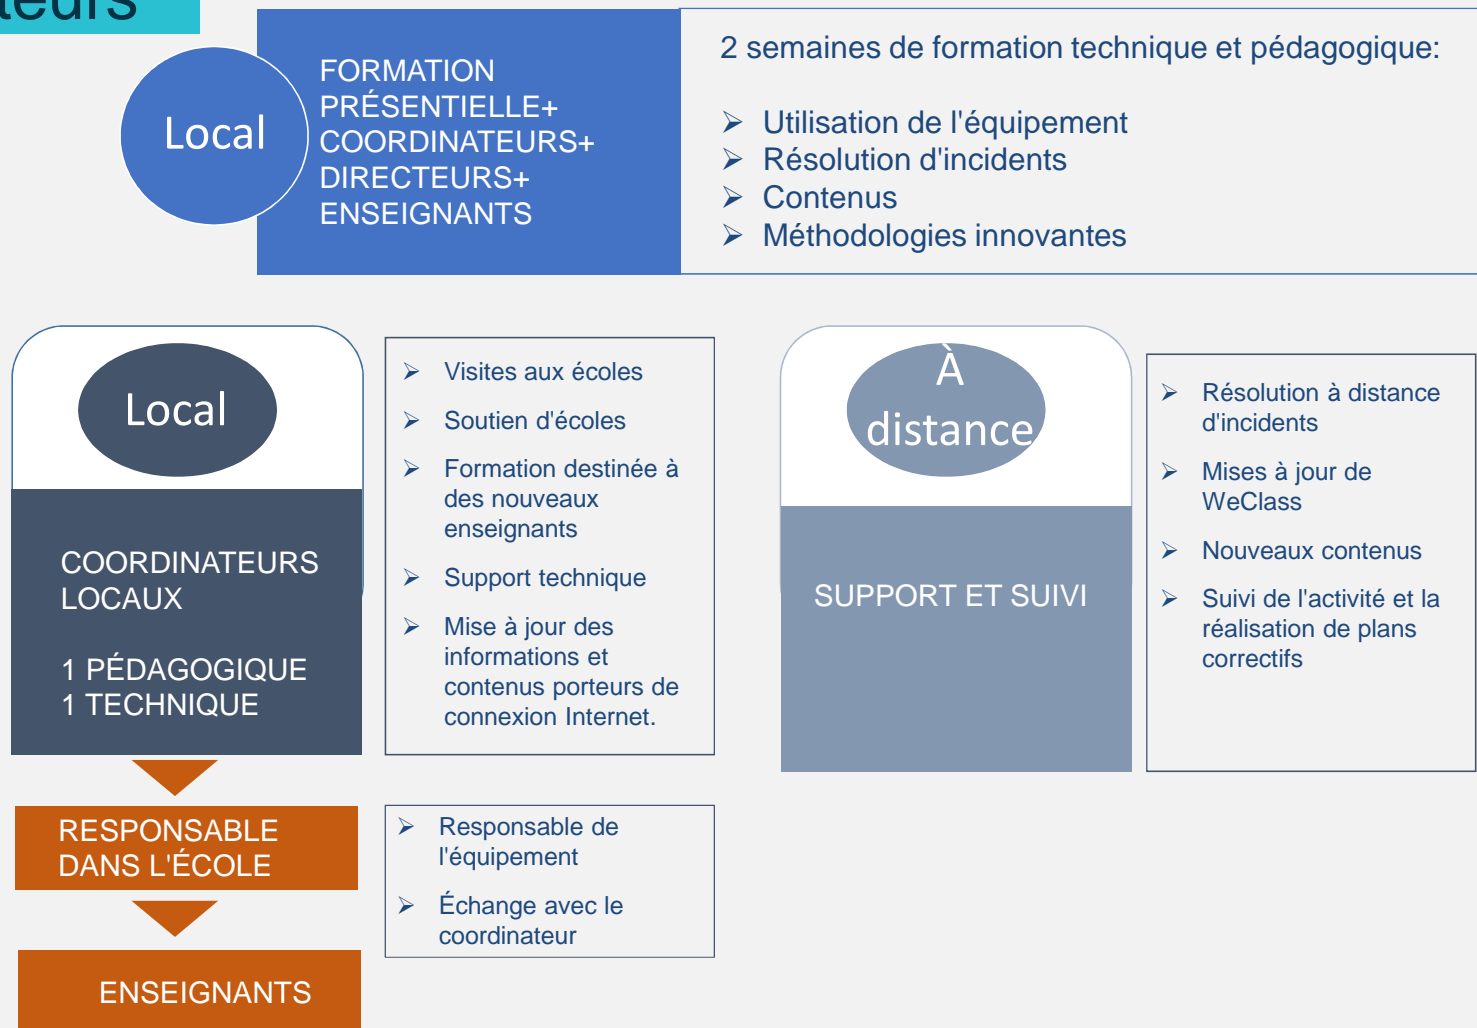 Local
FORMATION
PRÉSENTIELLE+
COORDINATEURS+
DIRECTEURS+
ENSEIGNANTS
2 semaines de formation technique et pédagogique:
➢ Utilisation de l'équipement
➢ Résolution d'incidents
➢ Contenus
➢ Méthodologies innovantes
Local
COORDINATEURS
LOCAUX
1 PÉDAGOGIQUE
1 TECHNIQUE
➢ Visites aux écoles
➢ Soutien d'écoles
➢ Formation destinée à
des nouveaux
enseignants
➢ Support technique
➢ Mise à jour des
informations et
contenus porteurs de
connexion Internet.
À
distance
SUPPORT ET SUIVI
➢ Résolution à distance
d'incidents
➢ Mises à jour de
WeClass
➢ Nouveaux contenus
➢ Suivi de l'activité et la
réalisation de plans
correctifs
RESPONSABLE
DANS L'ÉCOLE
➢ Responsable de
l'équipement
➢ Échange avec le
coordinateur
ENSEIGNANTS